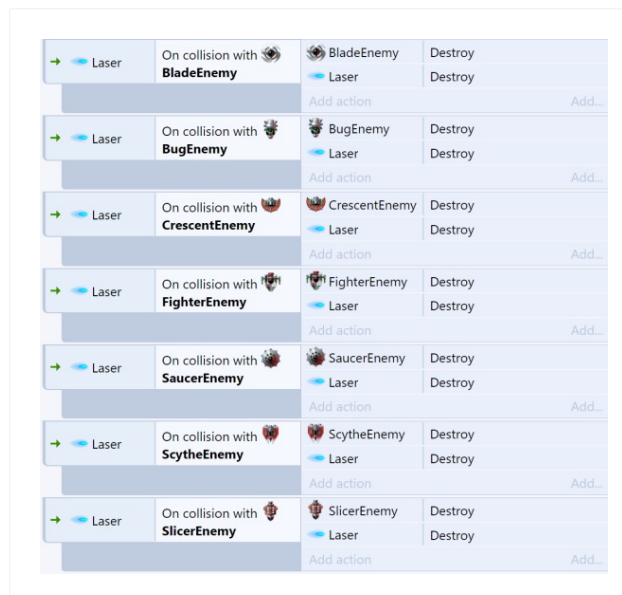 Laser On collision with BladeEnemy Destroy
BladeEnemy Laser Destroy
Add action Add...
Laser On collision with BugEnemy Destroy
BugEnemy Laser Destroy
Add action Add...
Laser On collision with CrescentEnemy Destroy
CrescentEnemy Laser Destroy
Add action Add...
Laser On collision with FighterEnemy Destroy
FighterEnemy Laser Destroy
Add action Add...
Laser On collision with SaucerEnemy Destroy
SaucerEnemy Laser Destroy
Add action Add...
Laser On collision with ScytheEnemy Destroy
ScytheEnemy Laser Destroy
Add action Add...
Laser On collision with SlicerEnemy Destroy
SlicerEnemy Laser Destroy
Add action Add...